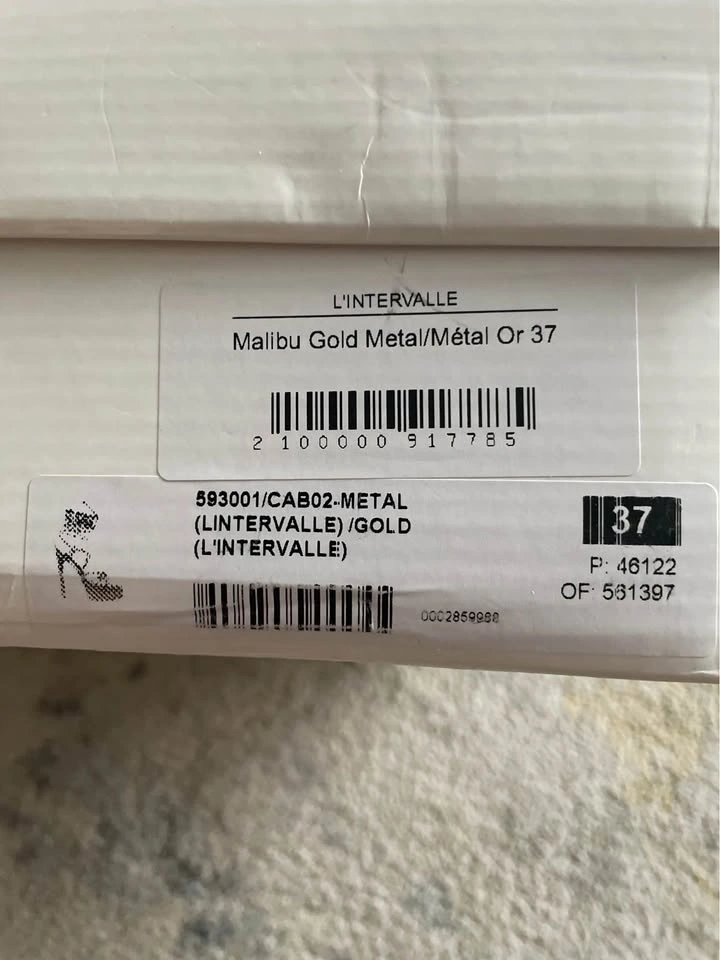 L'INTERVALLE
Malibu Gold Metal/Métal Or 37
2 100000 917785
593001/CAB02-METAL
(LINTERVALLE) /GOLD
(L'INTERVALLE)
37
P: 46122
OF: 561397
0002859988